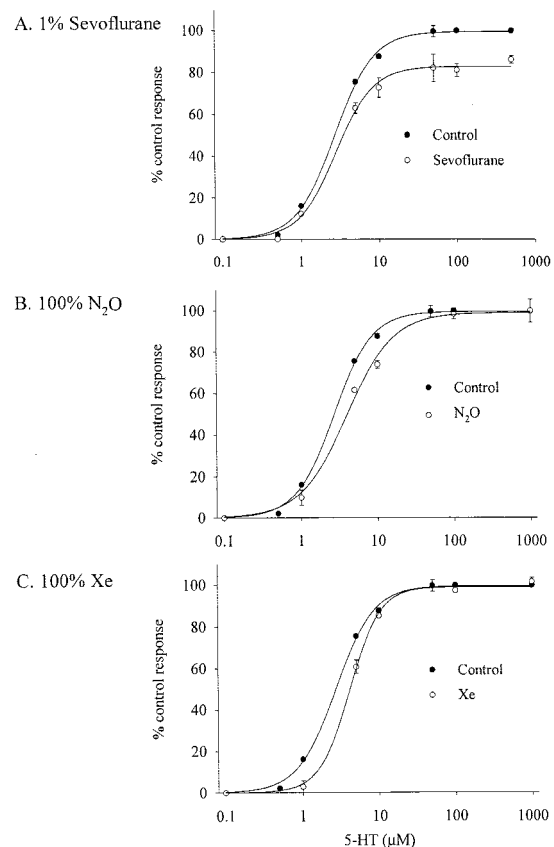 A. 1% Sevoflurane
% control response
100
80
60
40
20
0
Control
Sevoflurane
0.1 1 10 100 1000
B. 100% N₂O
% control response
100
80
60
40
20
0
Control
N₂O
0.1 1 10 100 1000
C. 100% Xe
% control response
100
80
60
40
20
0
Control
Xe
0.1 1 10 100 1000
5-HT (µM)